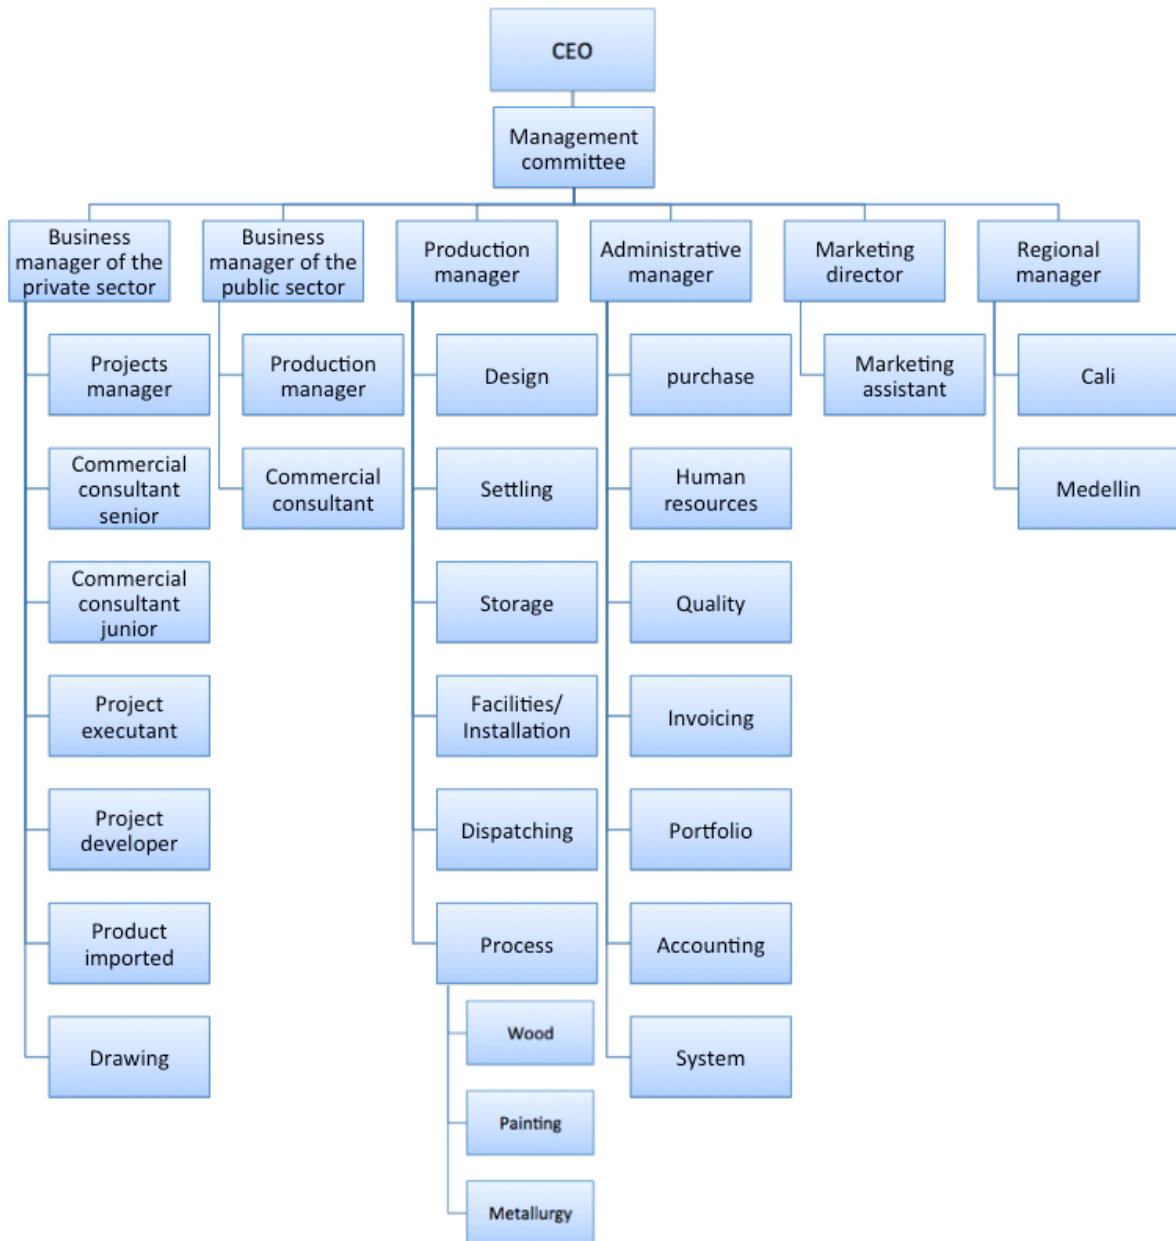 CEO
Management
committee
Business
manager of the
private sector
Business
manager of the
public sector
Production
manager
Administrative
manager
Marketing
director
Regional
manager
Projects
manager
Production
manager
Design
purchase
Marketing
assistant
Cali
Commercial
consultant
senior
Commercial
consultant
Settling
Human
resources
Medellin
Commercial
consultant
junior
Storage
Quality
Project
executant
Facilities/
Installation
Invoicing
Project
developer
Dispatching
Portfolio
Product
imported
Process
Accounting
Drawing
Wood
System
Painting
Metallurgy